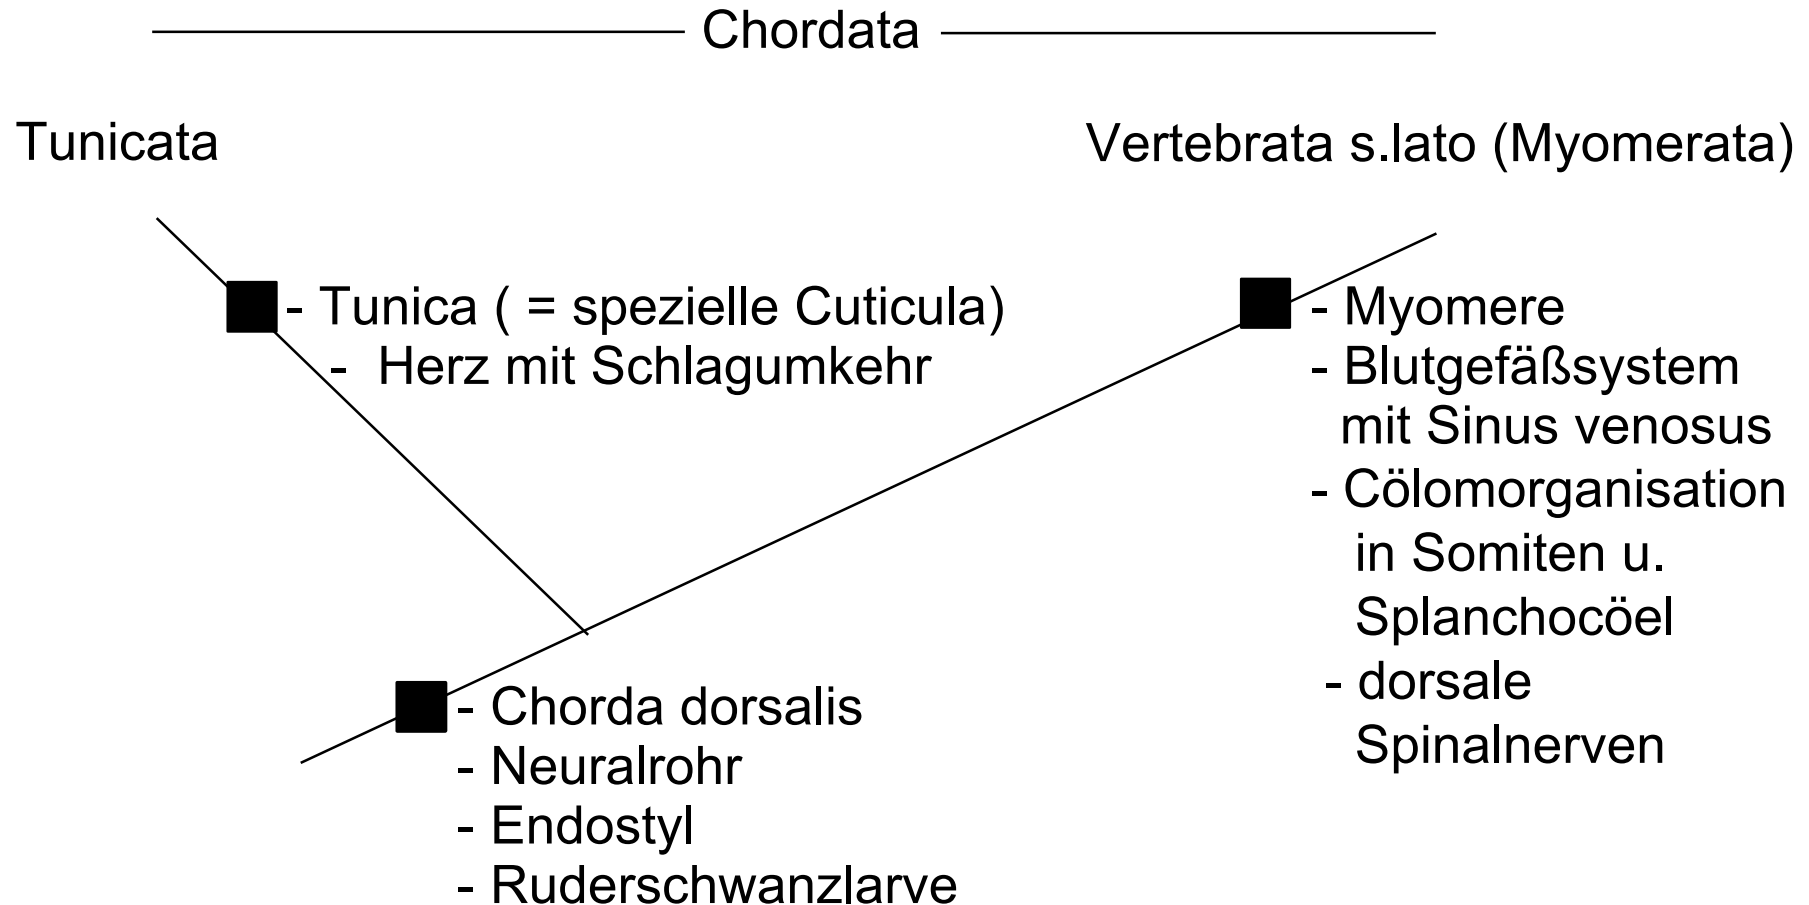 Chordata
Tunicata
Vertebrata s.lato (Myomerata)
- Tunica ( = spezielle Cuticula)
- Herz mit Schlagumkehr
- Myomere
- Blutgefäßsystem
mit Sinus venosus
- Cölomorganisation
in Somiten u.
Splanchocöel
- dorsale
Spinalnerven
- Chorda dorsalis
- Neuralrohr
- Endostyl
- Ruderschwanzlarve